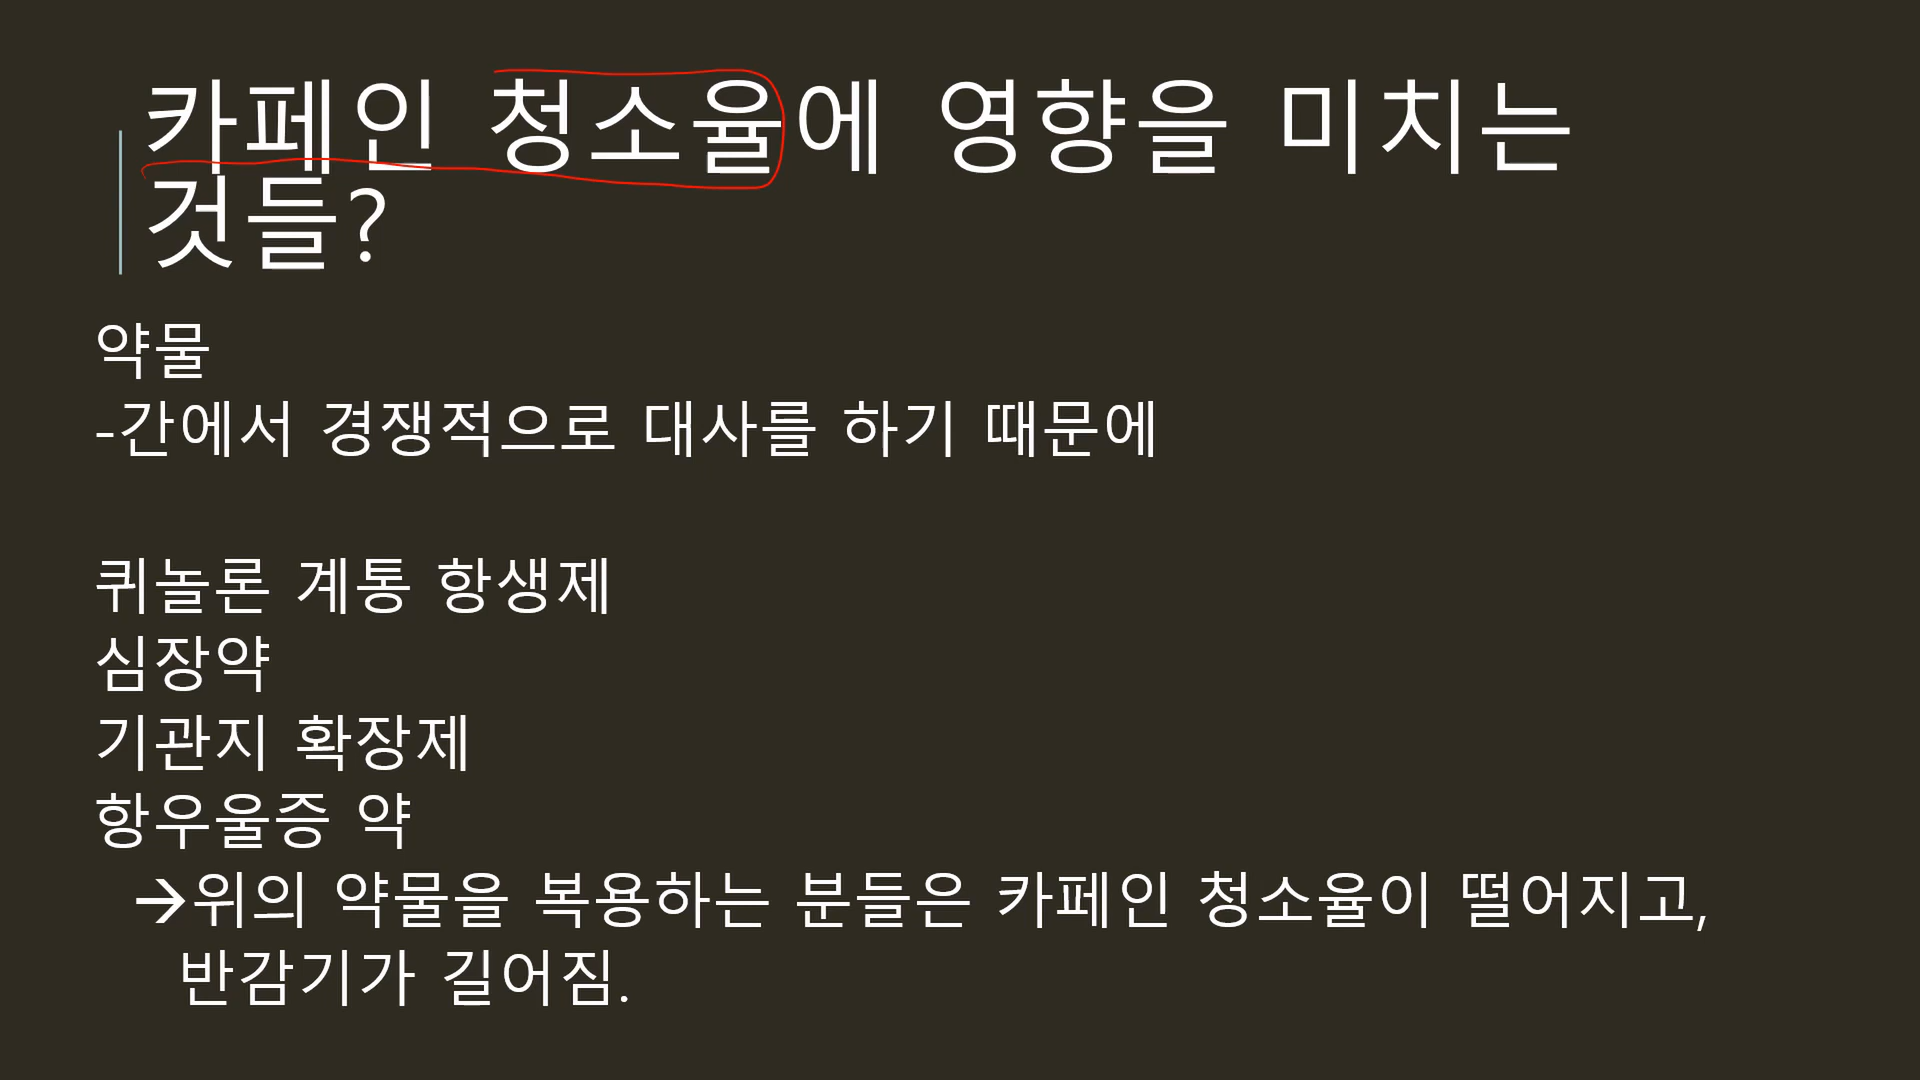 카페인 청소율에 영향을 미치는
것들?
약물
-간에서 경쟁적으로 대사를 하기 때문에
퀴놀론 계통 항생제
심장약
기관지 확장제
항우울증 약
→위의 약물을 복용하는 분들은 카페인 청소율이 떨어지고,
반감기가 길어짐.